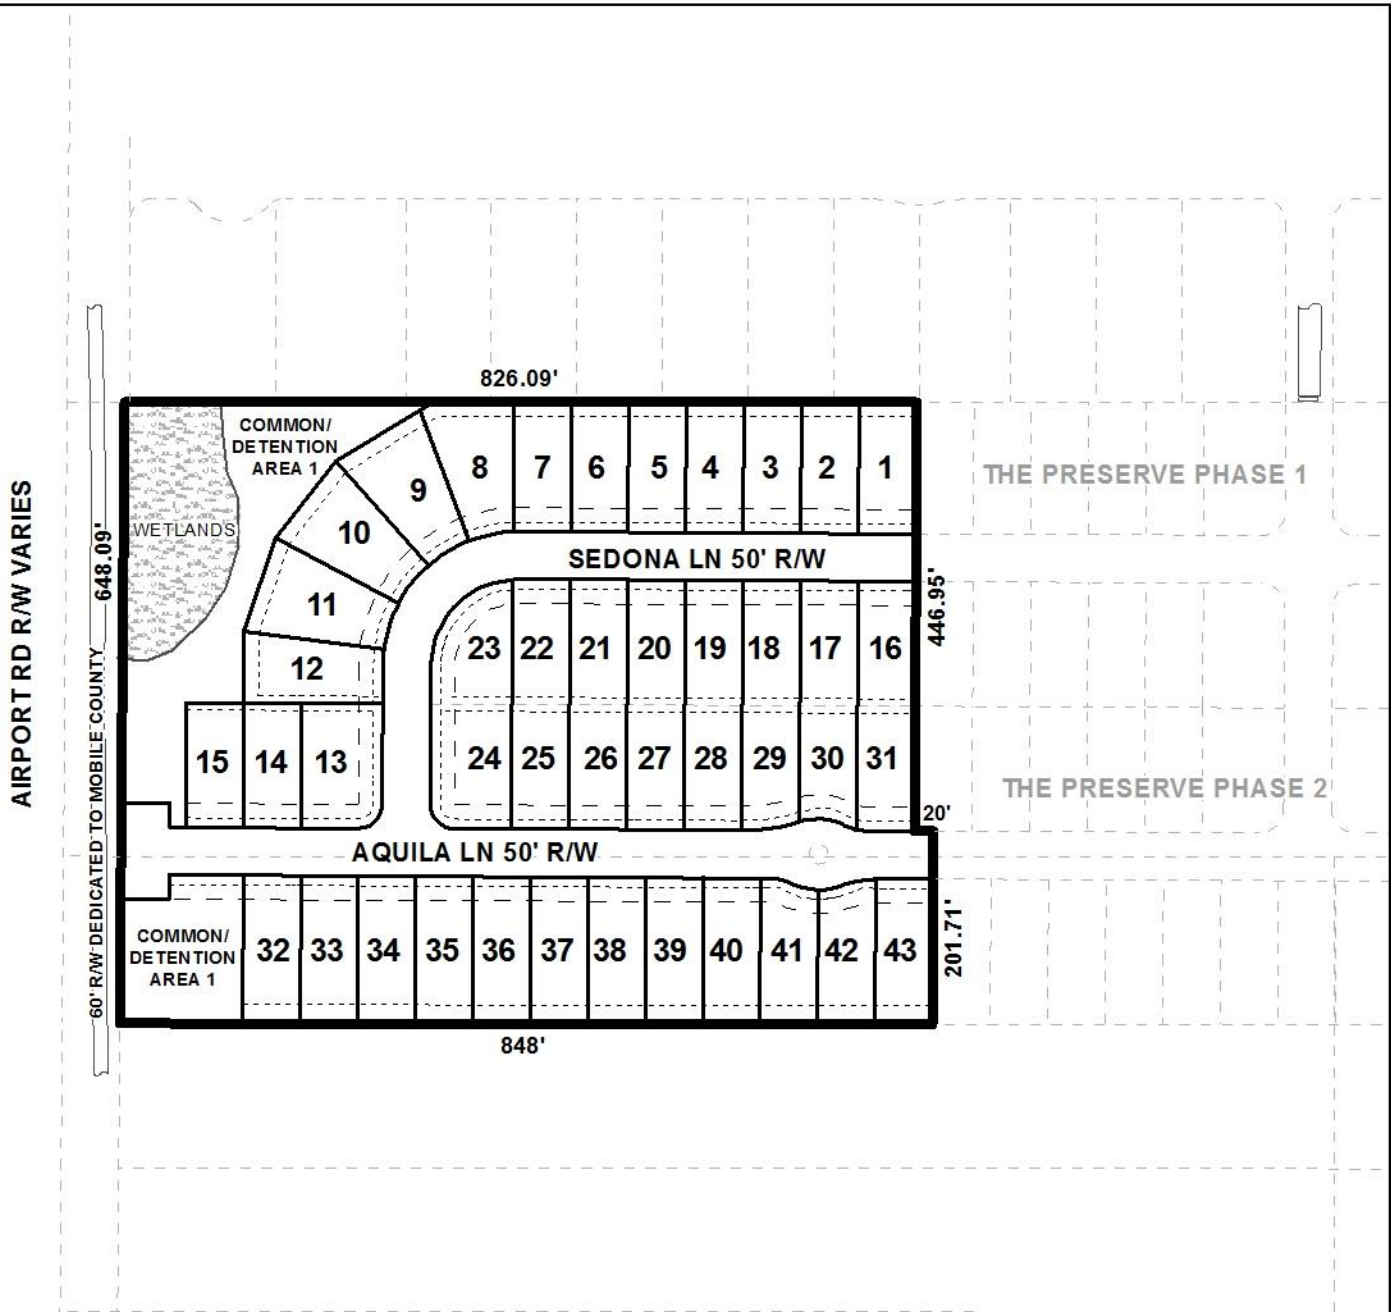 826.09'
COMMON/
DETENTION
AREA 1
8 7 6 5 4 3 2 1
9
10
THE PRESERVE PHASE 1
AIRPORT RD R/W VARIES
60' R/W DEDICATED TO MOBILE COUNTY
648.09'
WETLANDS
SEDONA LN 50' R/W
11
12
23 22 21 20 19 18 17 16
446.95'
15 14 13
24 25 26 27 28 29 30 31
THE PRESERVE PHASE 2
20'
AQUILA LN 50' R/W
COMMON/
DETENTION
AREA 1
32 33 34 35 36 37 38 39 40 41 42 43
201.71'
848'